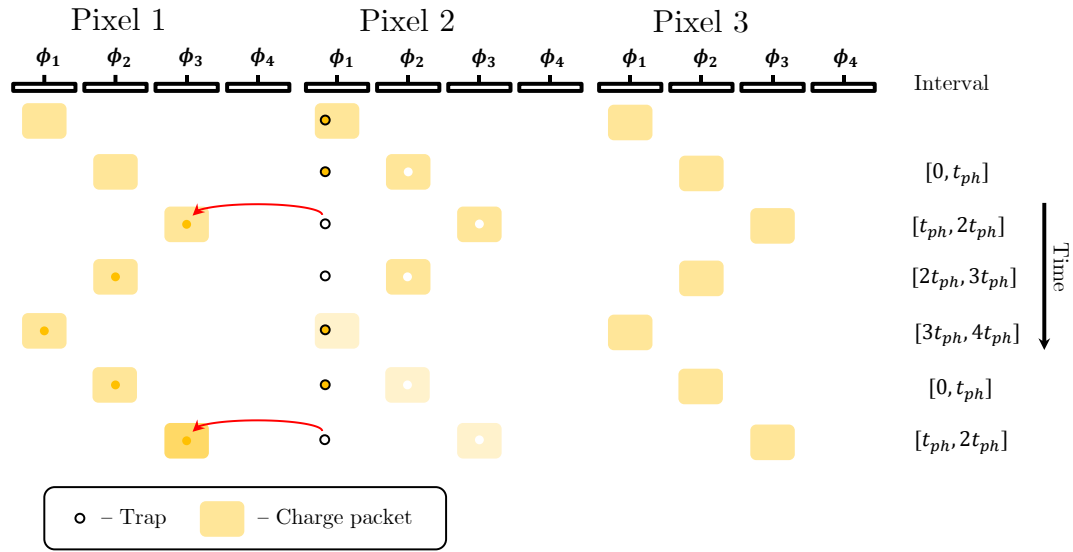 Pixel 1 Pixel 2 Pixel 3
ϕ₁ ϕ₂ ϕ₃ ϕ₄ ϕ₁ ϕ₂ ϕ₃ ϕ₄ ϕ₁ ϕ₂ ϕ₃ ϕ₄
Interval
[0, tₚₕ]
[tₚₕ, 2tₚₕ]
[2tₚₕ, 3tₚₕ]
[3tₚₕ, 4tₚₕ]
[0, tₚₕ]
[tₚₕ, 2tₚₕ]
Time
– Trap – Charge packet